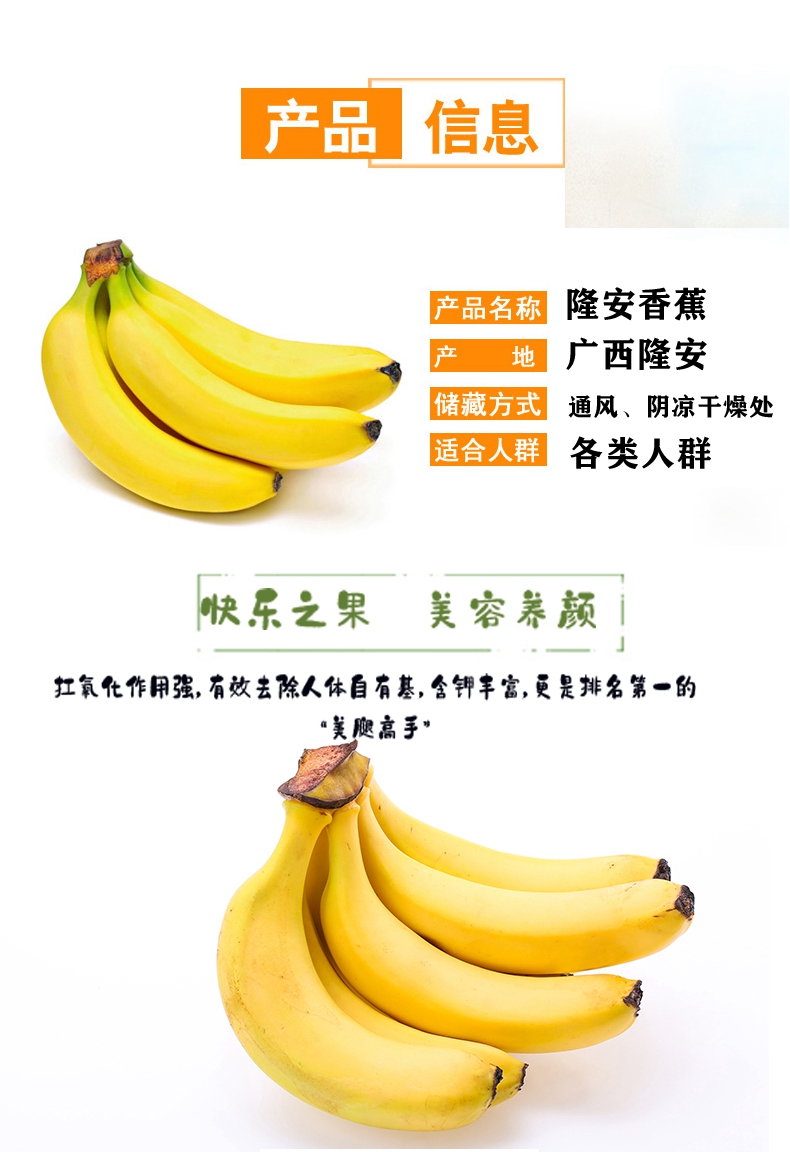 产品 信息
产品名称 隆安香蕉
产 地 广西隆安
储藏方式 通风、阴凉干燥处
适合人群 各类人群
快乐之果 美容养颜
扛氧化作用强,有效去除人体自有基,含钾丰富,更是排名第一的
“美腿高手”